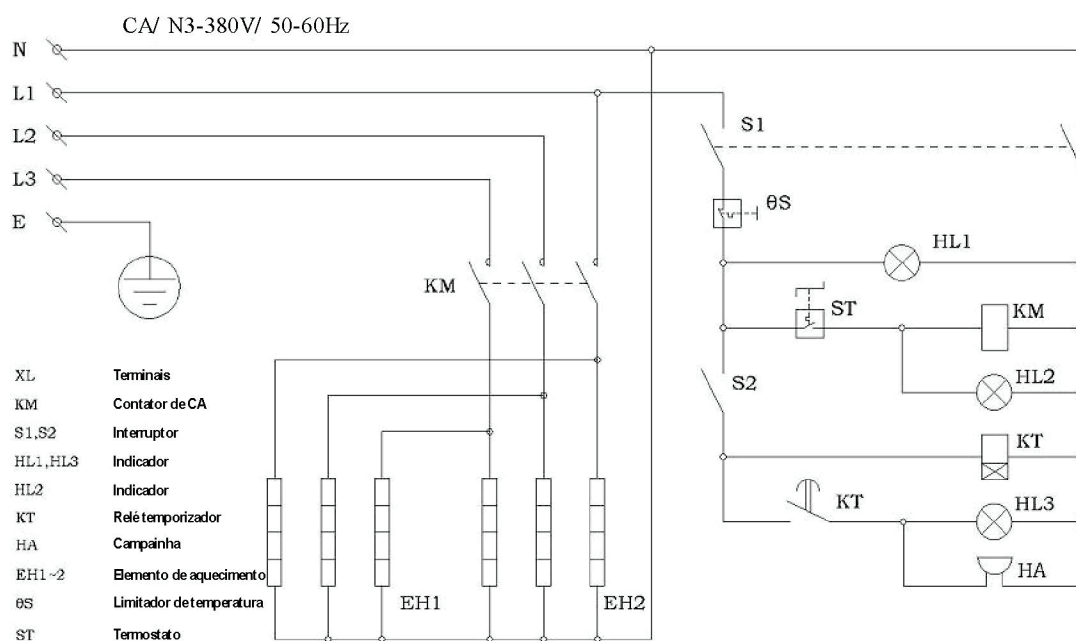 CA/ N3-380V/ 50-60Hz
N
L1
L2
L3
E
S1
θS
HL1
KM
ST
KM
S2
HL2
KT
KT
HL3
HA
EH1
EH2
XL Terminais
KM Contator de CA
S1,S2 Interruptor
HL1,HL3 Indicador
HL2 Indicador
KT Relé temporizador
HA Campainha
EH1~2 Elemento de aquecimento
θS Limitador de temperatura
ST Termostato